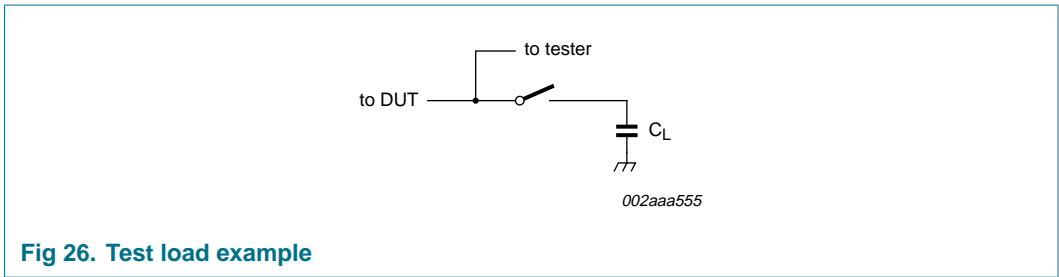 to tester
to DUT
CL
002aaa555
Fig 26. Test load example